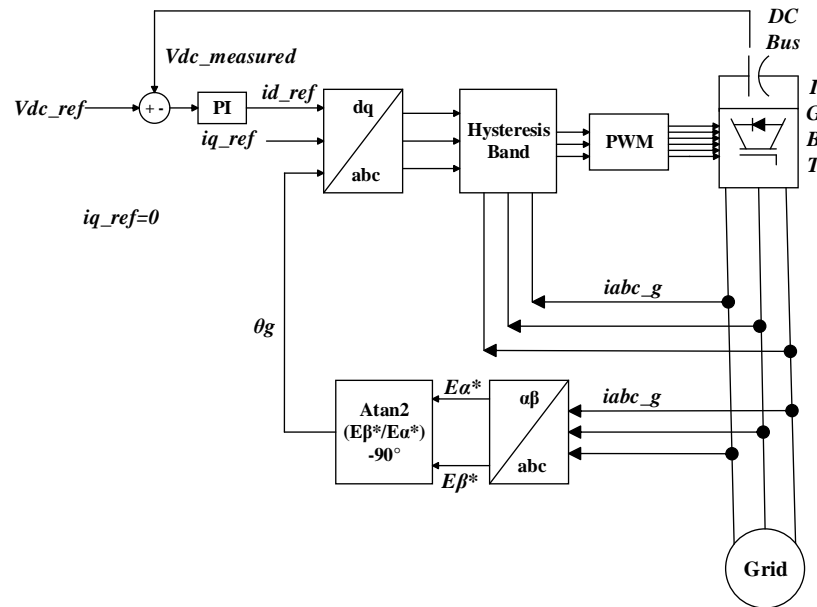 DC
Bus
Vdc_measured
Vdc_ref
+ -
PI
id_ref
iq_ref
dq
abc
Hysteresis
Band
PWM
I
G
B
T
iq_ref=0
iabc_g
θg
Atan2
(Eβ*/Eα*)
-90°
Eα*
Eβ*
αβ
abc
iabc_g
Grid